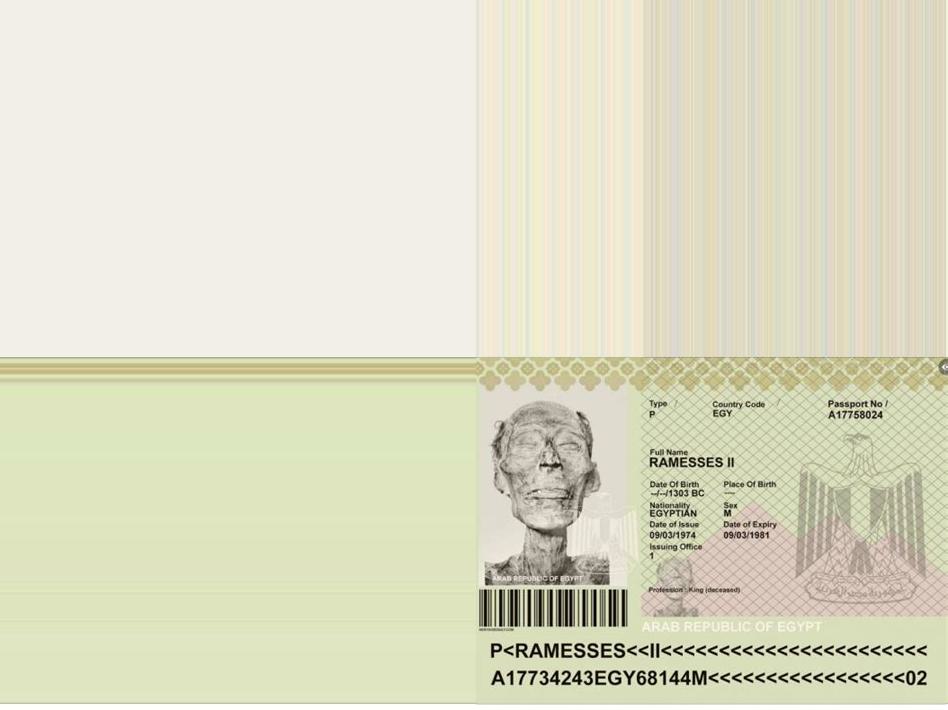 Type / Country Code / Passport No /
P EGY A17758024
Full Name
RAMESSES II
Date Of Birth Place Of Birth
--/--/1303 BC ----
Nationality Sex
EGYPTIAN M
Date of Issue Date of Expiry
09/03/1974 09/03/1981
Issuing Office
1
ARAB REPUBLIC OF EGYPT
Profession : King (deceased)
ARAB REPUBLIC OF EGYPT
P<RAMESSES<<II<<<<<<<<<<<<<<<<<<<<<<<
A17734243EGY68144M<<<<<<<<<<<<<<<<<02